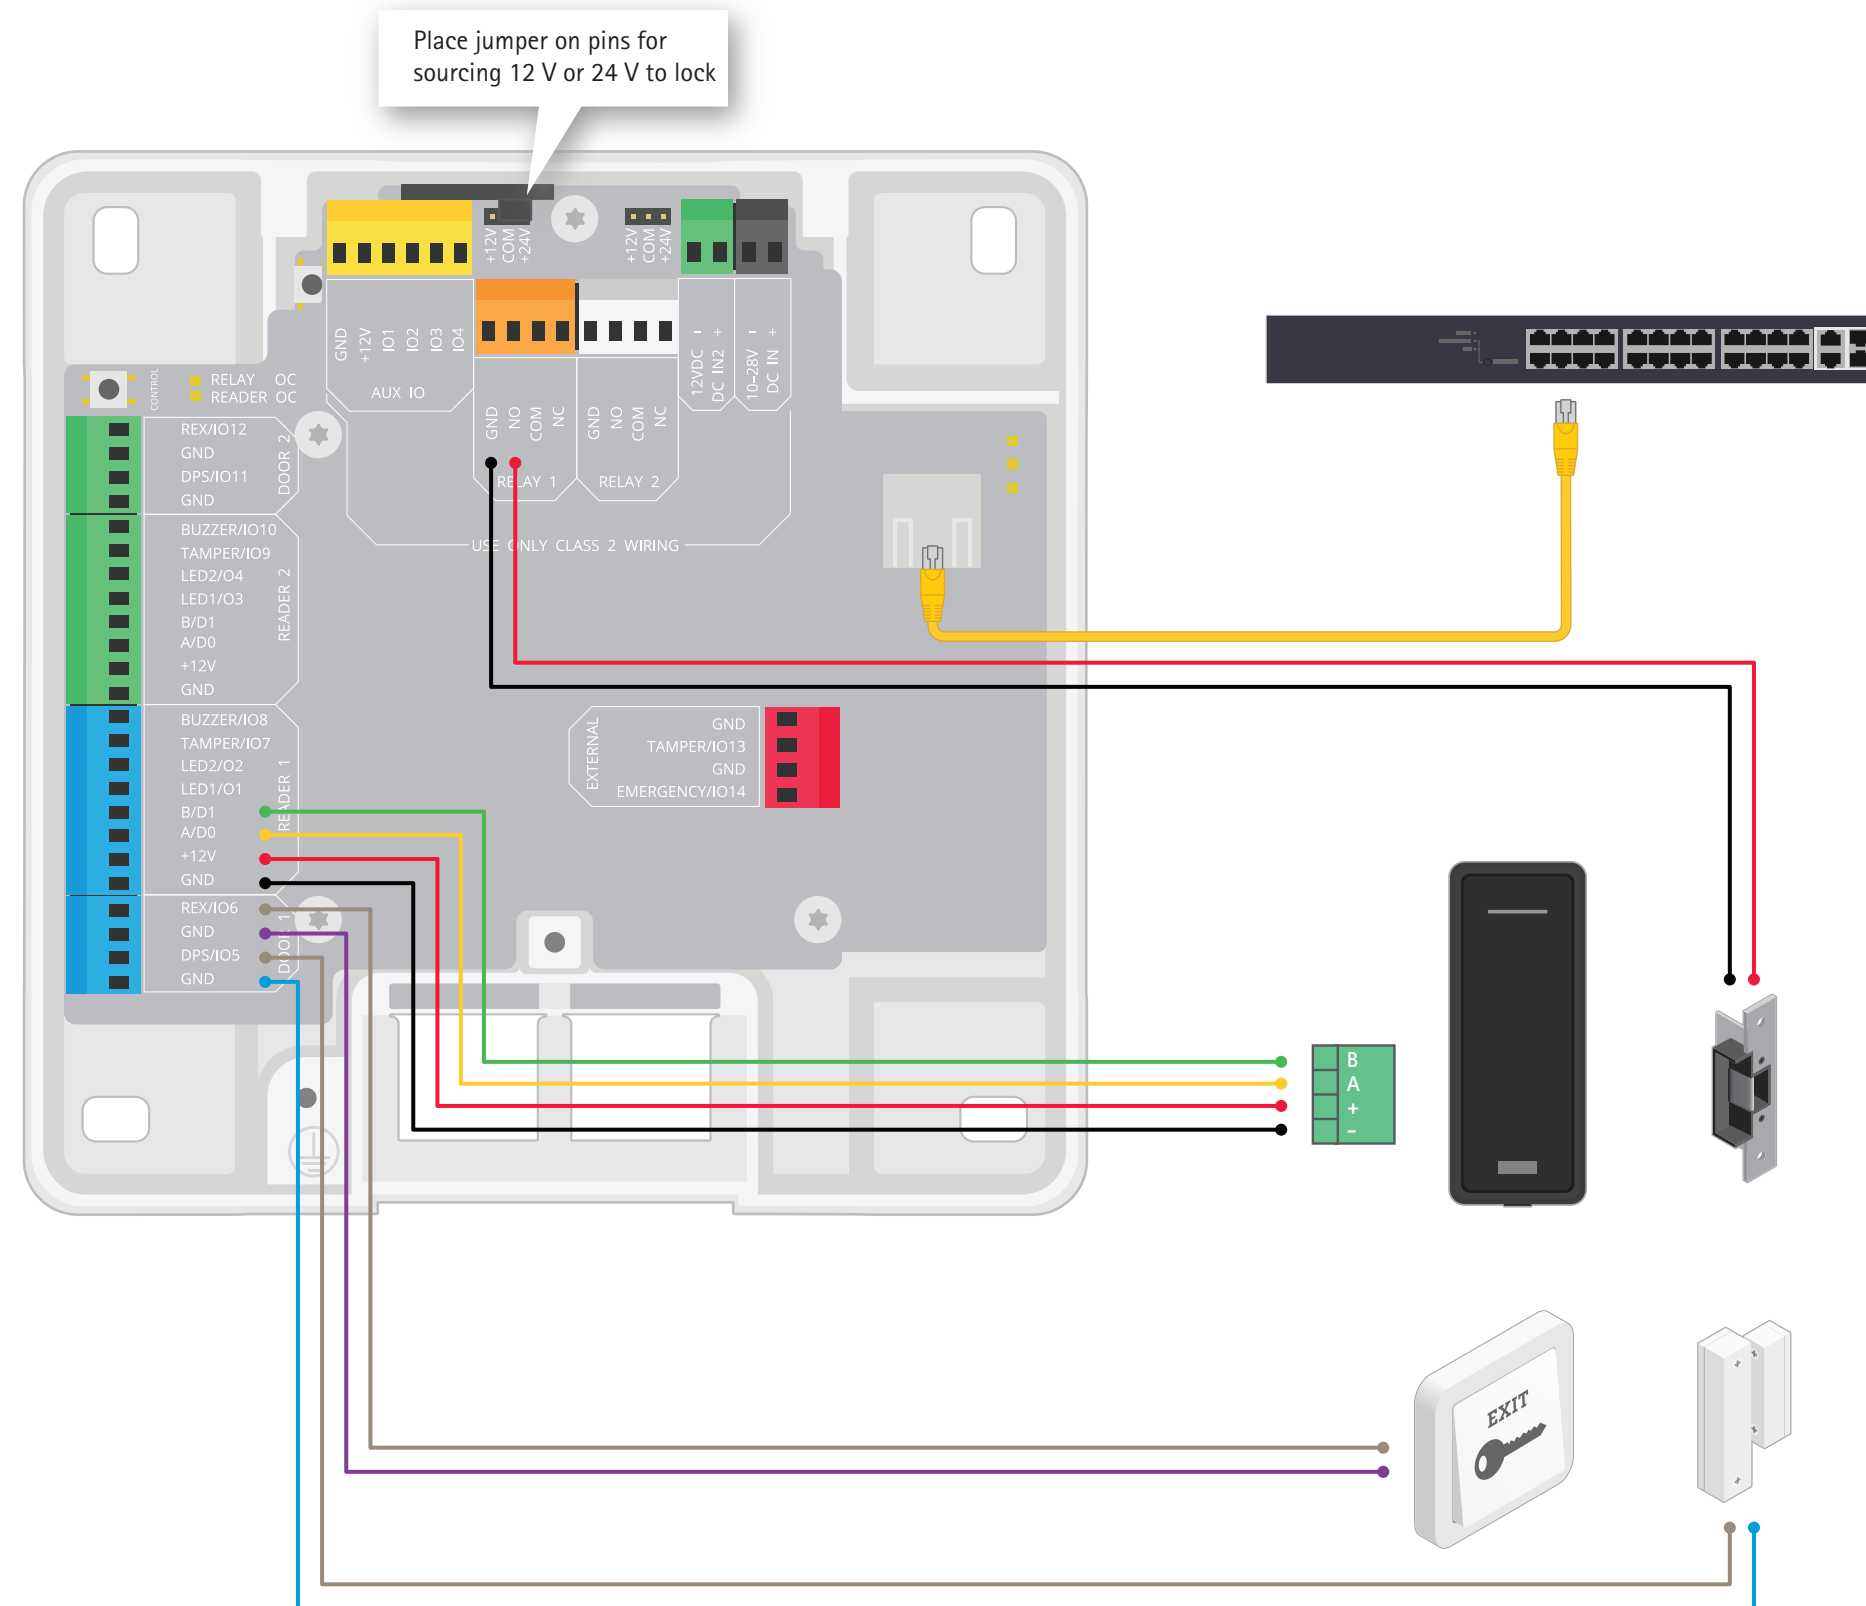 Place jumper on pins for
sourcing 12 V or 24 V to lock
+12V
COM
+24V
+12V
COM
+24V
GND
+12V
IO1
IO2
IO3
IO4
AUX IO
12VDC -
DC IN2 +
10–28V -
DC IN +
CONTROL
RELAY OC
READER OC
GND
NO
COM
NC
RELAY 1
GND
NO
COM
NC
RELAY 2
USE ONLY CLASS 2 WIRING
REX/IO12
GND
DPS/IO11
GND
DOOR 2
BUZZER/IO10
TAMPER/IO9
LED2/O4
LED1/O3
B/D1
A/D0
+12V
GND
READER 2
BUZZER/IO8
TAMPER/IO7
LED2/O2
LED1/O1
B/D1
A/D0
+12V
GND
READER 1
REX/IO6
GND
DPS/IO5
GND
DOOR 1
EXTERNAL
GND
TAMPER/IO13
GND
EMERGENCY/IO14
B
A
+
-
EXIT